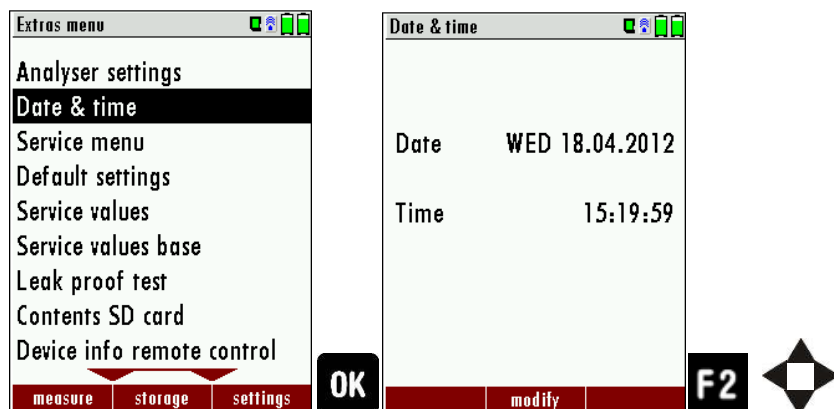 Extras menu
Analyser settings
Date & time
Service menu
Default settings
Service values
Service values base
Leak proof test
Contents SD card
Device info remote control
measure storage settings
OK
Date & time
Date WED 18.04.2012
Time 15:19:59
modify
F2